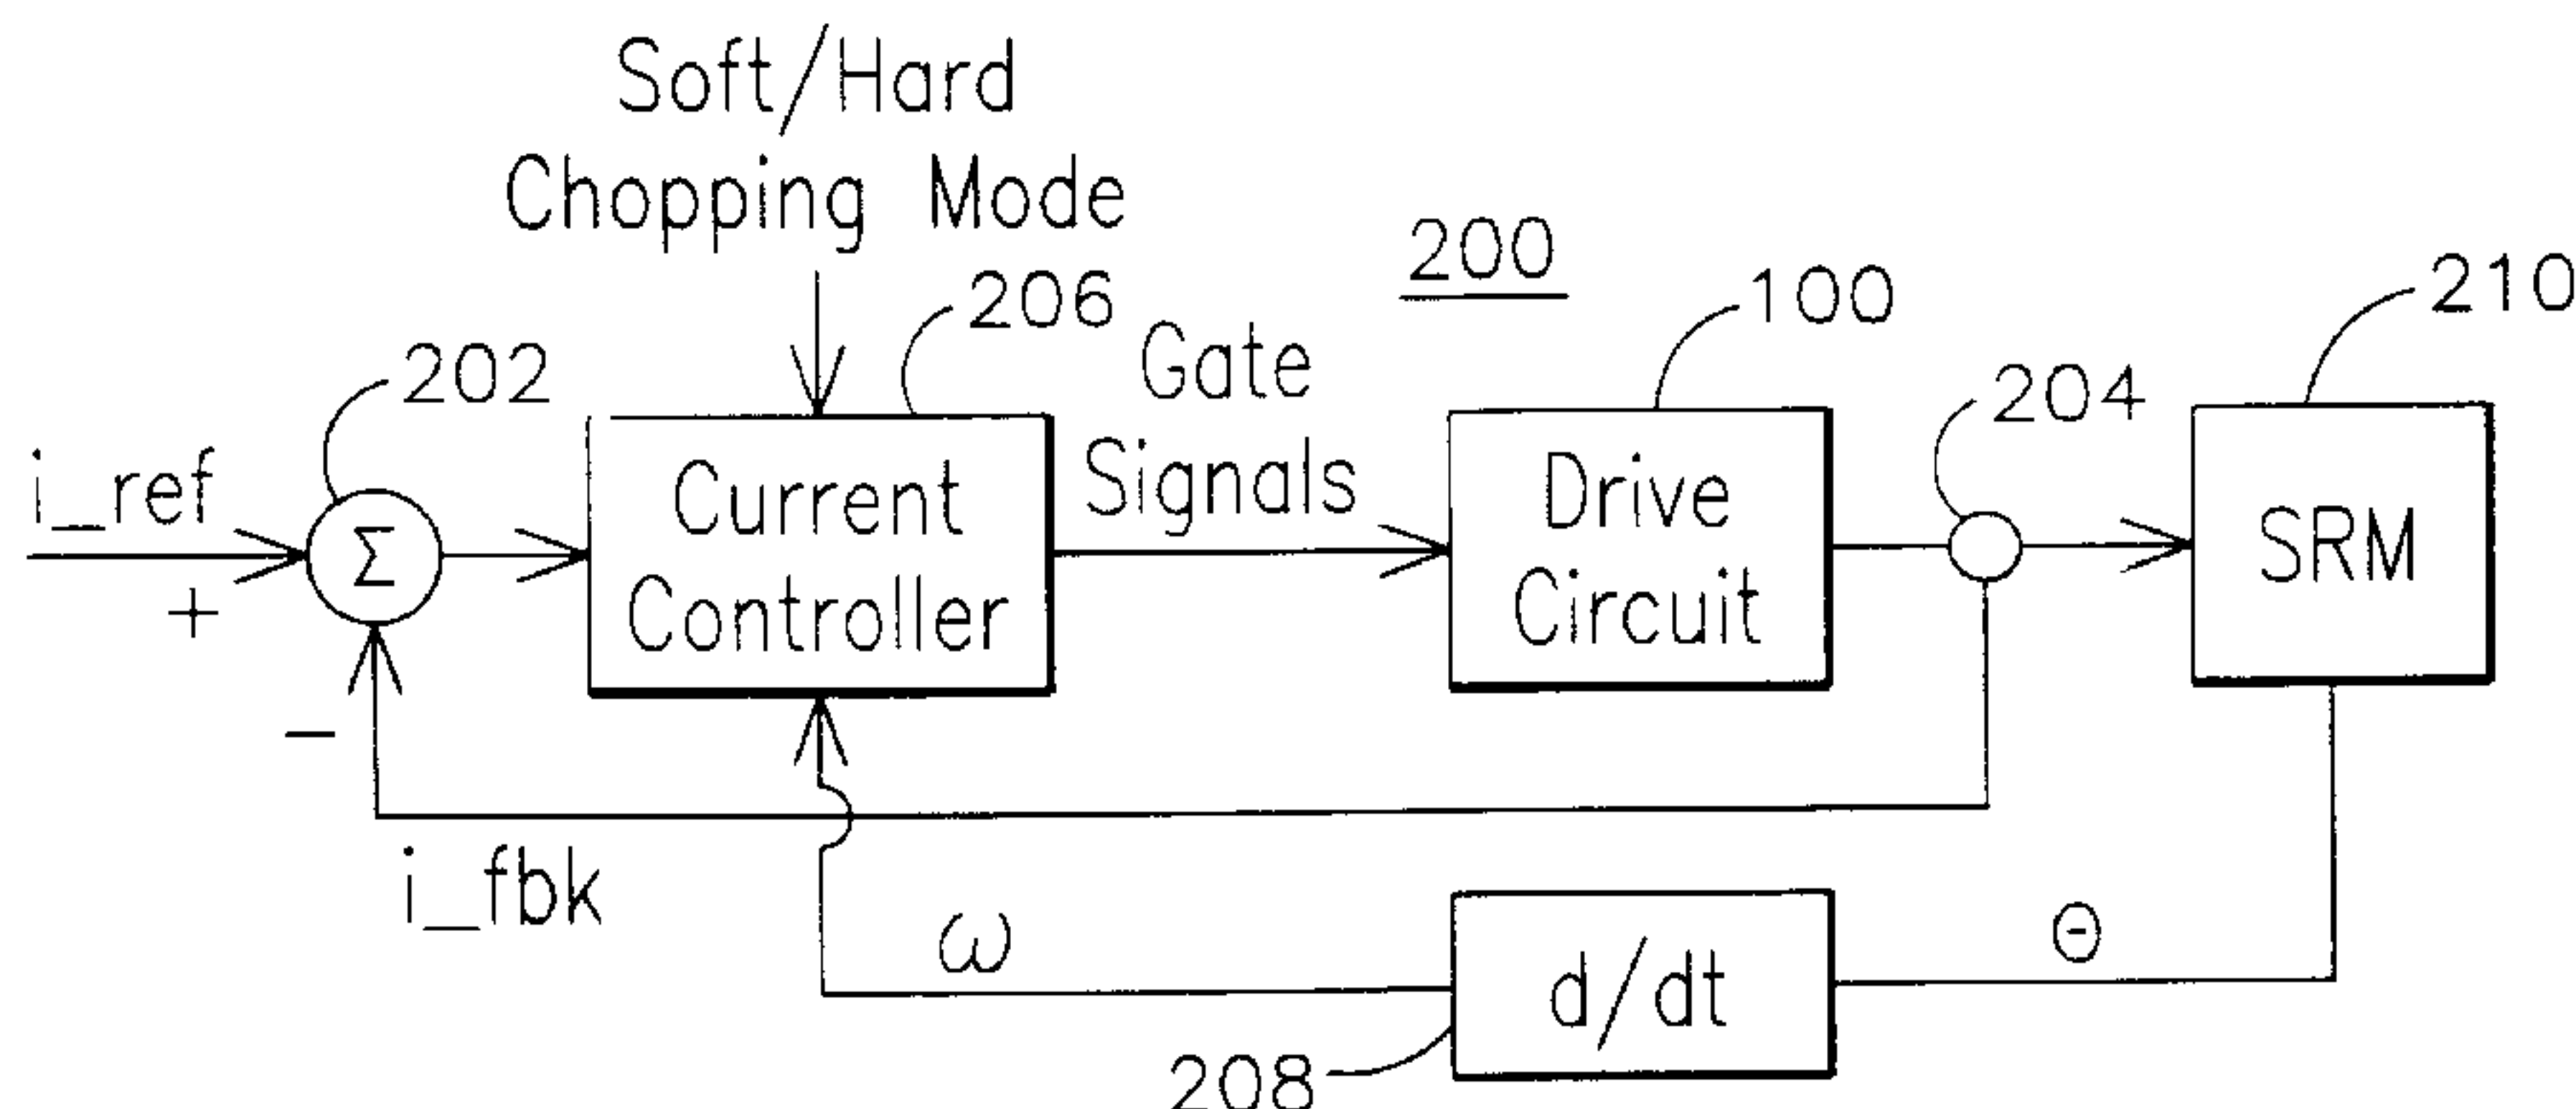 Soft/Hard
Chopping Mode
200
206
100
210
202
Gate
Signals
204
i_ref
+
Σ
Current
Controller
Drive
Circuit
SRM
−
i_fbk
ω
d/dt
Θ
208